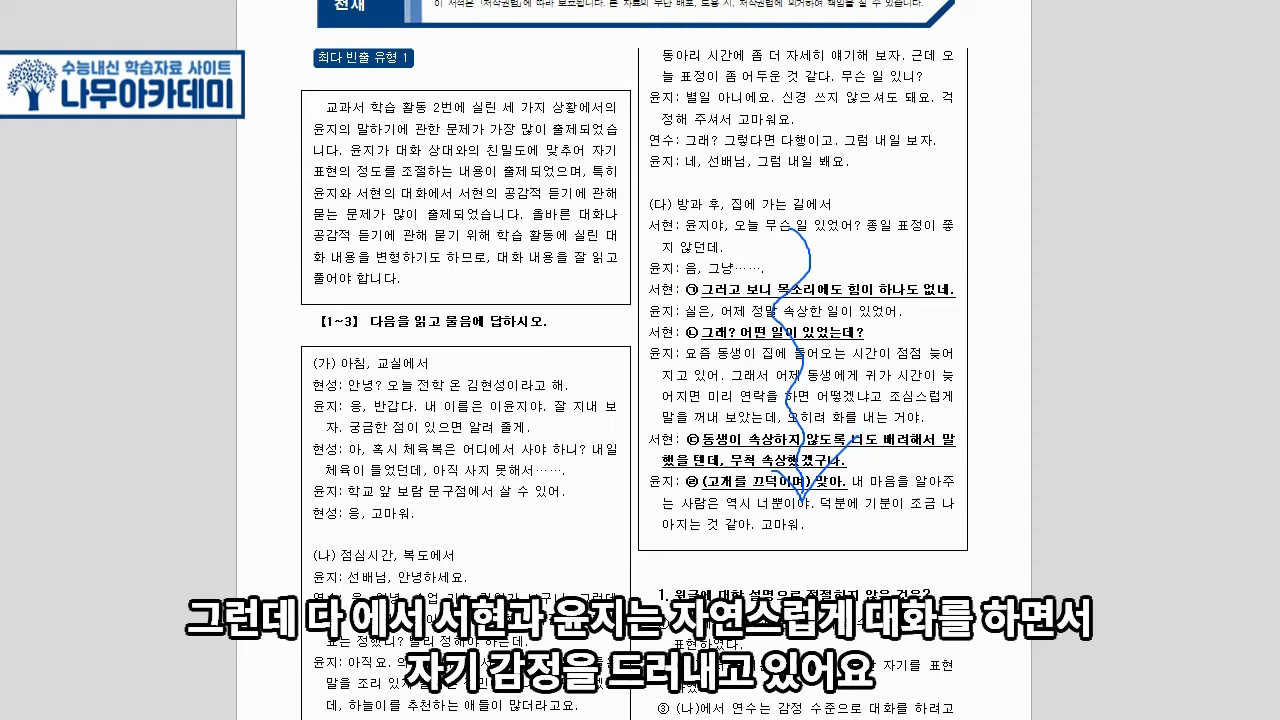 천재
이 저작은 「저작권법」에 따라 보호됩니다. 본 자료의 무단 배포, 도용 시, 저작권법에 의거하여 책임을 질 수 있습니다.
수능내신 학습자료 사이트
나무아카데미
최다 빈출 유형 1
교과서 학습 활동 2번에 실린 세 가지 상황에서의
윤지의 말하기에 관한 문제가 가장 많이 출제되었습
니다. 윤지가 대화 상대와의 친밀도에 맞추어 자기
표현의 정도를 조절하는 내용이 출제되었으며, 특히
윤지와 서현의 대화에서 서현의 공감적 듣기에 관해
묻는 문제가 많이 출제되었습니다. 올바른 대화나
공감적 듣기에 관해 묻기 위해 학습 활동에 실린 대
화 내용을 변형하기도 하므로, 대화 내용을 잘 읽고
풀어야 합니다.
【1~3】 다음을 읽고 물음에 답하시오.
(가) 아침, 교실에서
현성: 안녕? 오늘 전학 온 김현성이라고 해.
윤지: 응, 반갑다. 내 이름은 이윤지야. 잘 지내 보
자. 궁금한 점이 있으면 알려 줄게.
현성: 아, 혹시 체육복은 어디에서 사야 하니? 내일
체육이 들었던데, 아직 사지 못해서…….
윤지: 학교 앞 보람 문구점에서 살 수 있어.
현성: 응, 고마워.
(나) 점심시간, 복도에서
윤지: 선배님, 안녕하세요.
윤지: 아직요.
말을 조리 있
데, 하늘이를 추천하는 애들이 많더라고요.
동아리 시간에 좀 더 자세히 얘기해 보자. 근데 오
늘 표정이 좀 어두운 것 같다. 무슨 일 있니?
윤지: 별일 아니에요. 신경 쓰지 않으셔도 돼요. 걱
정해 주셔서 고마워요.
연수: 그래? 그렇다면 다행이고. 그럼 내일 보자.
윤지: 네, 선배님, 그럼 내일 봬요.
(다) 방과 후, 집에 가는 길에서
서현: 윤지야, 오늘 무슨 일 있었어? 종일 표정이 좋
지 않던데.
윤지: 음, 그냥…….
서현: ㉠그러고 보니 목소리에도 힘이 하나도 없네.
윤지: 실은, 어제 정말 속상한 일이 있었어.
서현: ㉡그래? 어떤 일이 있었는데?
윤지: 요즘 동생이 집에 들어오는 시간이 점점 늦어
지고 있어. 그래서 어제 동생에게 귀가 시간이 늦
어지면 미리 연락을 하면 어떻겠냐고 조심스럽게
말을 꺼내 보았는데, 오히려 화를 내는 거야.
서현: ㉢동생이 속상하지 않도록 너도 배려해서 말
했을 텐데, 무척 속상했겠구나.
윤지: ㉣(고개를 끄덕이며) 맞아. 내 마음을 알아주
는 사람은 역시 너뿐이야. 덕분에 기분이 조금 나
아지는 것 같아. 고마워.
1. 윗글에 대한 설명으로 적절하지 않은 것은?
표현하였다.
자기를 표현
③ (나)에서 연수는 감정 수준으로 대화를 하려고
그런데 다 에서 서현과 윤지는 자연스럽게 대화를 하면서
자기 감정을 드러내고 있어요